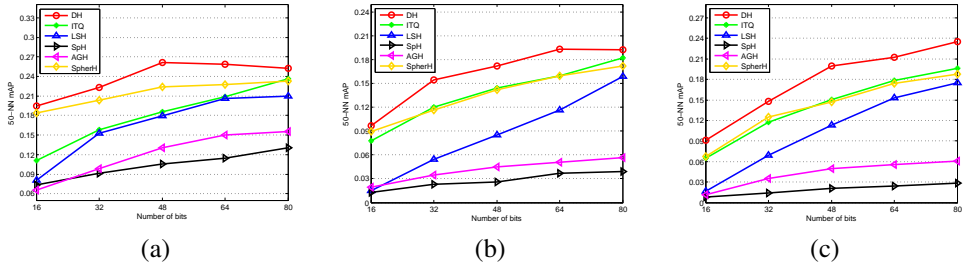 0.33
0.3
0.27
0.24
0.21
0.18
0.15
0.12
0.09
0.06
50-NN mAP
DH
ITQ
LSH
SpH
AGH
SpherH
16 32 48 64 80
Number of bits
(a)
0.24
0.21
0.18
0.15
0.12
0.09
0.06
0.03
0
50-NN mAP
DH
ITQ
LSH
SpH
AGH
SpherH
16 32 48 64 80
Number of bits
(b)
0.27
0.24
0.21
0.18
0.15
0.12
0.09
0.06
0.03
0
50-NN mAP
DH
ITQ
LSH
SpH
AGH
SpherH
16 32 48 64 80
Number of bits
(c)